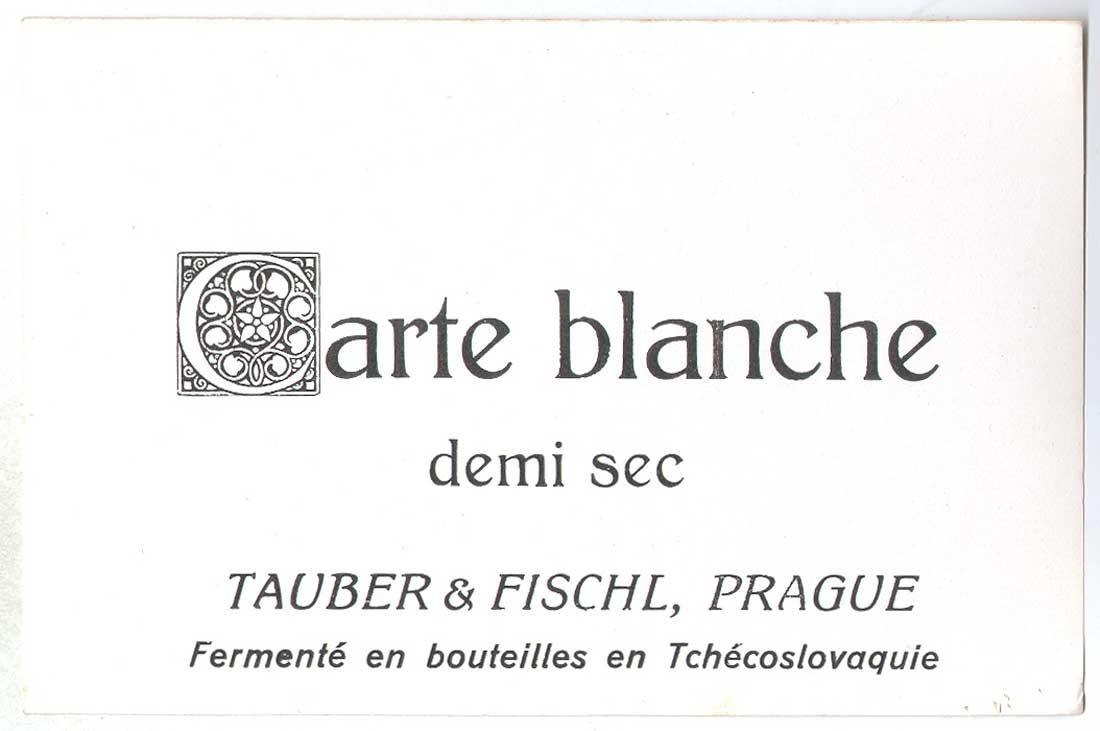 Carte blanche
demi sec
TAUBER & FISCHL, PRAGUE
Fermenté en bouteilles en Tchécoslovaquie